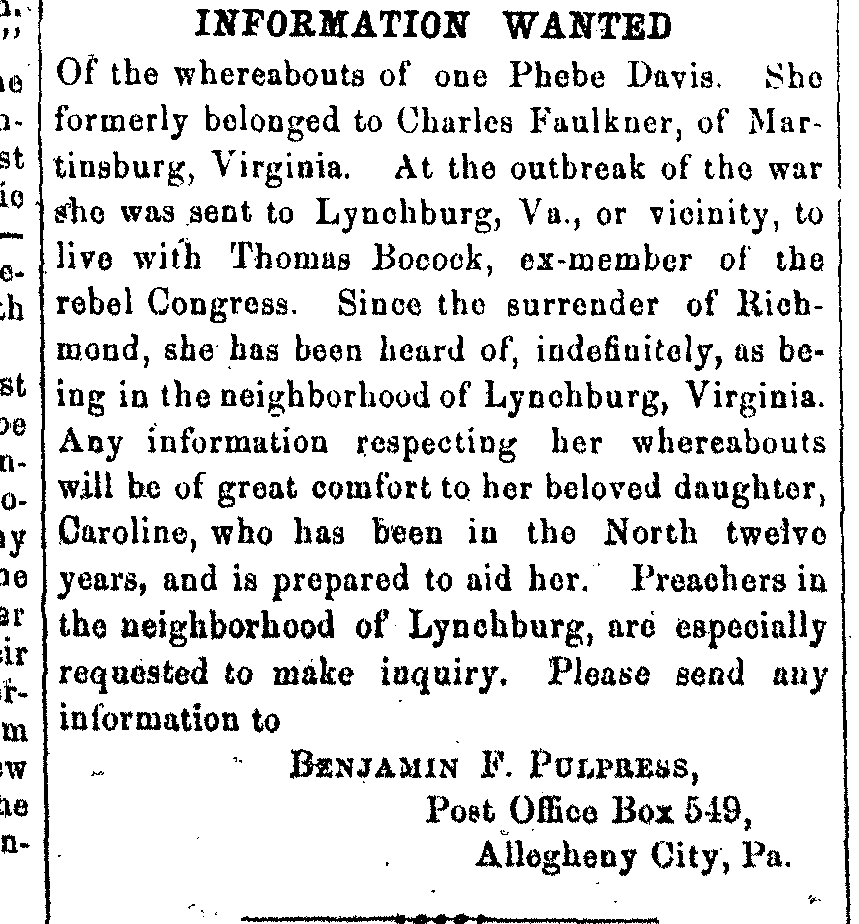 INFORMATION WANTED
Of the whereabouts of one Phebe Davis. She
formerly belonged to Charles Faulkner, of Mar-
tinsburg, Virginia. At the outbreak of the war
she was sent to Lynchburg, Va., or vicinity, to
live with Thomas Bocock, ex-member of the
rebel Congress. Since the surrender of Rich-
mond, she has been heard of, indefinitely, as be-
ing in the neighborhood of Lynchburg, Virginia.
Any information respecting her whereabouts
will be of great comfort to her beloved daughter,
Caroline, who has been in the North twelve
years, and is prepared to aid her. Preachers in
the neighborhood of Lynchburg, are especially
requested to make inquiry. Please send any
information to
BENJAMIN F. PULPRESS,
Post Office Box 549,
Allegheny City, Pa.